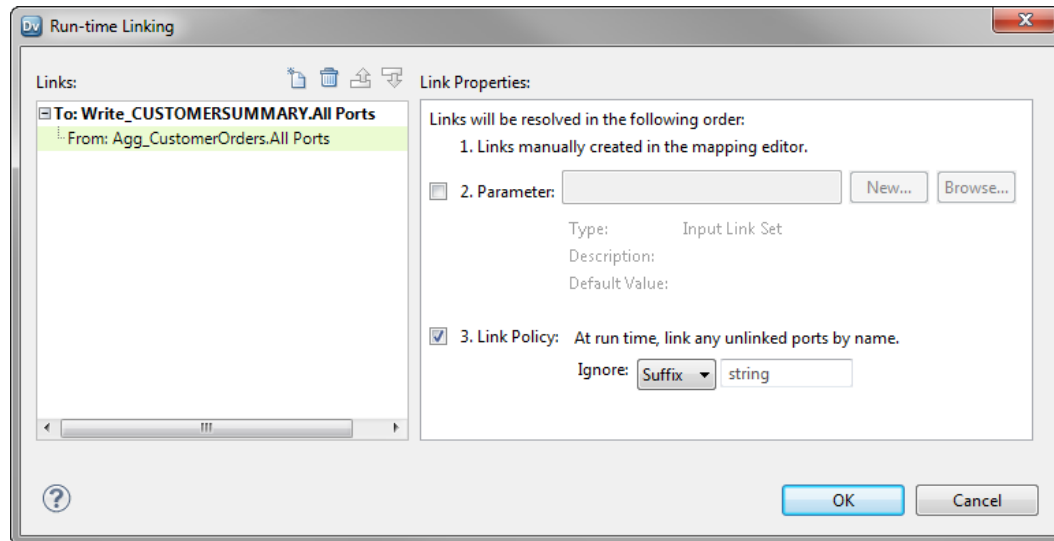 Dv Run-time Linking
Links:
Link Properties:
To: Write_CUSTOMERSUMMARY.All Ports
From: Agg_CustomerOrders.All Ports
Links will be resolved in the following order:
1. Links manually created in the mapping editor.
2. Parameter: New... Browse...
Type: Input Link Set
Description:
Default Value:
3. Link Policy: At run time, link any unlinked ports by name.
Ignore: Suffix string
OK Cancel